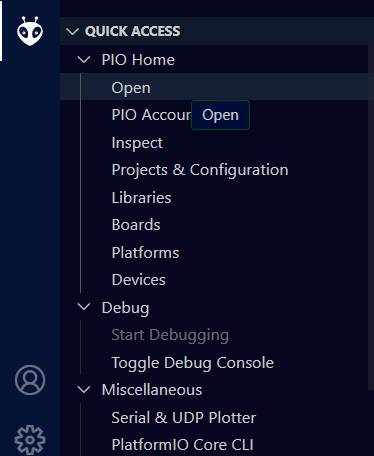 QUICK ACCESS
PIO Home
Open
PIO Accour Open
Inspect
Projects & Configuration
Libraries
Boards
Platforms
Devices
Debug
Start Debugging
Toggle Debug Console
Miscellaneous
Serial & UDP Plotter
PlatformIO Core CLI